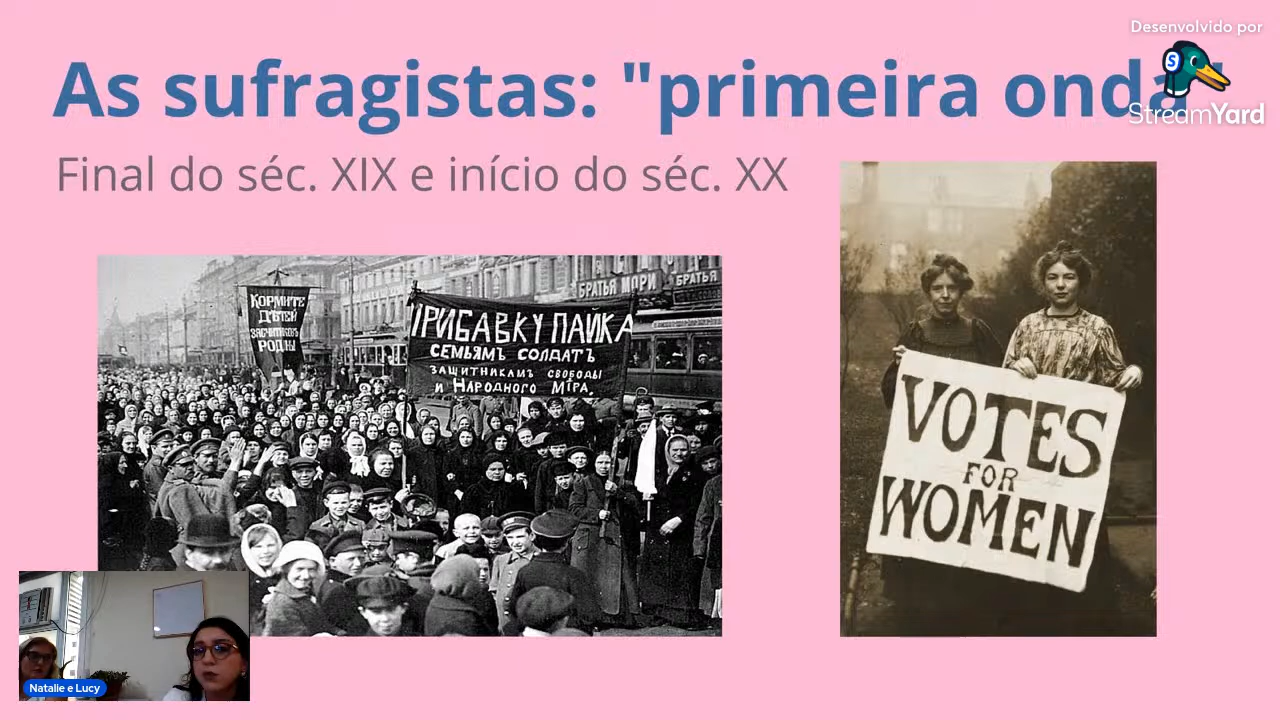 Desenvolvido por
StreamYard
As sufragistas: "primeira onda"
Final do séc. XIX e início do séc. XX
БРАТЬЯ МОРИ
БРАТЬЯ
КОРМИТЕ
ДѢТЕЙ
ЗАЩИТНИКОВЪ
РОДИНЫ
ПРИБАВКУ ПАЙКА
СЕМЬЯМЪ СОЛДАТЪ
ЗАЩИТНИКАМЪ СВОБОДЫ
И НАРОДНОГО МIРА.
VOTES
FOR
WOMEN
Natalie e Lucy